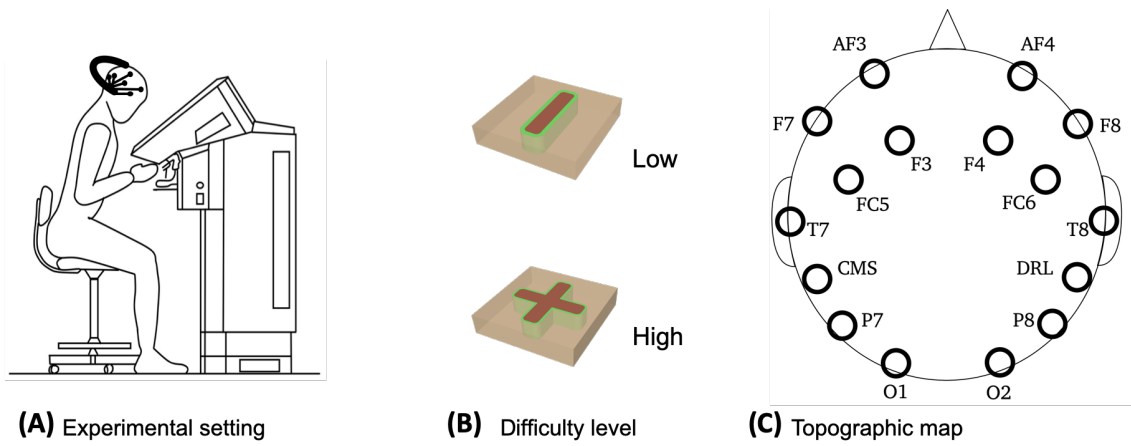 AF3 AF4
F7 F8
F3 F4
FC5 FC6
T7 T8
CMS DRL
P7 P8
O1 O2
Low
High
(A) Experimental setting
(B) Difficulty level
(C) Topographic map